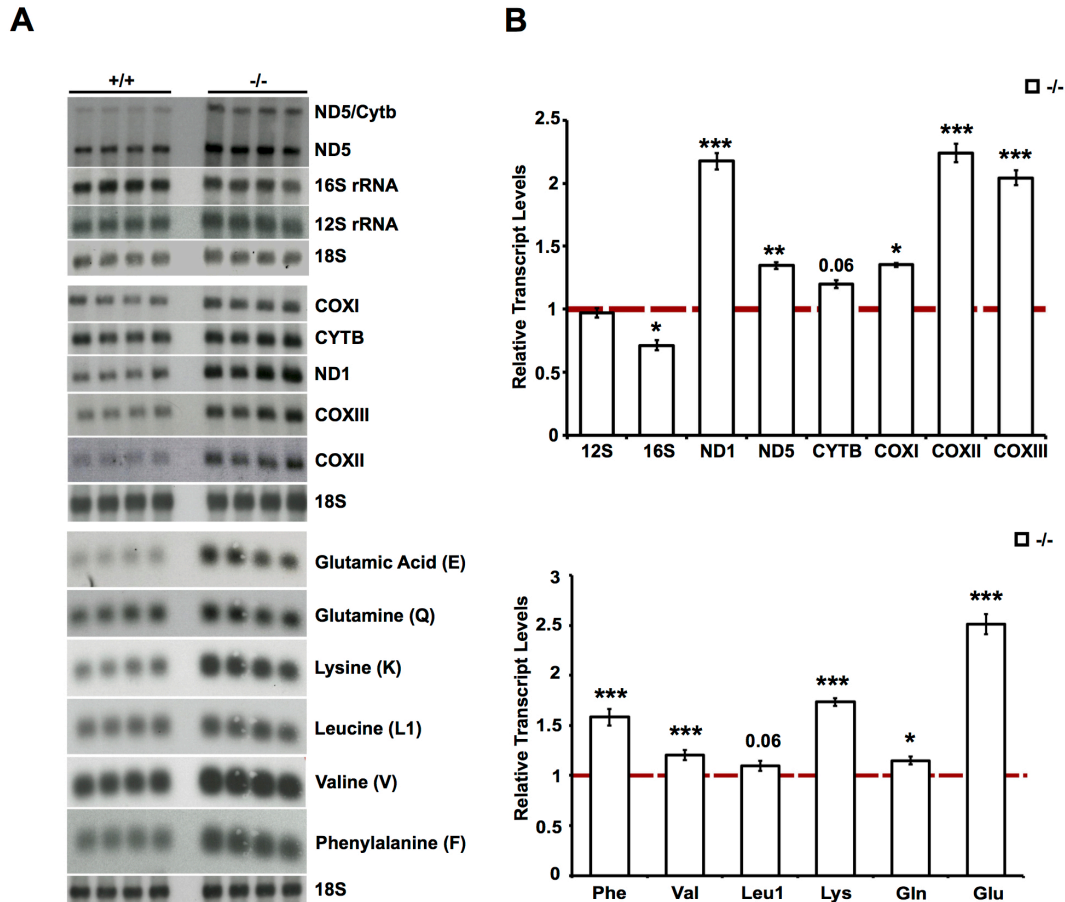 A
B
+/+
-/-
ND5/Cytb
ND5
16S rRNA
12S rRNA
18S
COXI
CYTB
ND1
COXIII
COXII
18S
Glutamic Acid (E)
Glutamine (Q)
Lysine (K)
Leucine (L1)
Valine (V)
Phenylalanine (F)
18S
-/-
Relative Transcript Levels
2.5
2
1.5
1
0.5
0
*** ** * *** ***
0.06
*
12S 16S ND1 ND5 CYTB COXI COXII COXIII
-/-
Relative Transcript Levels
3
2.5
2
1.5
1
0.5
0
*** *** 0.06 *** * ***
Phe Val Leu1 Lys Gln Glu